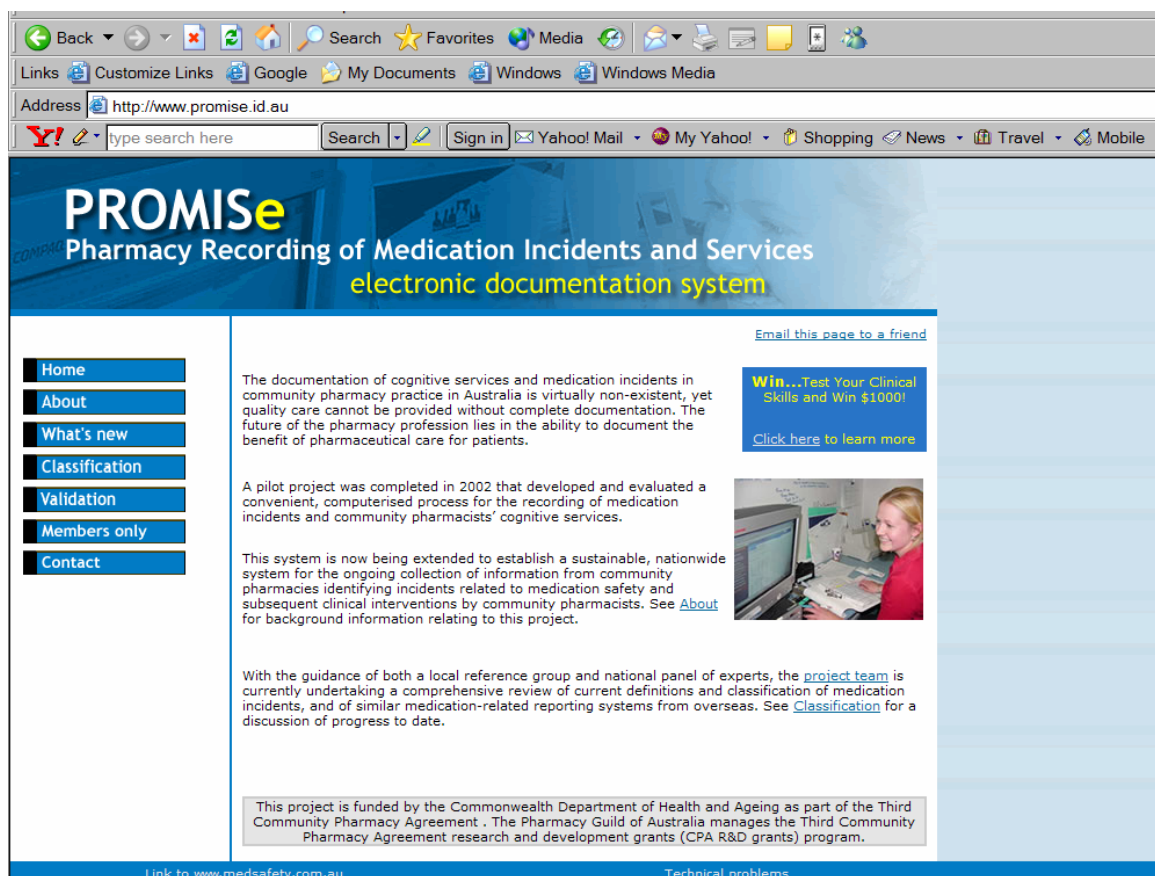 Back Search Favorites Media
Links Customize Links Google My Documents Windows Windows Media
Address http://www.promise.id.au
Y! type search here Search Sign in Yahoo! Mail My Yahoo! Shopping News Travel Mobile
PROMISe
Pharmacy Recording of Medication Incidents and Services
electronic documentation system
Email this page to a friend
Home
About
What's new
Classification
Validation
Members only
Contact
The documentation of cognitive services and medication incidents in
community pharmacy practice in Australia is virtually non-existent, yet
quality care cannot be provided without complete documentation. The
future of the pharmacy profession lies in the ability to document the
benefit of pharmaceutical care for patients.
Win...Test Your Clinical
Skills and Win $1000!
Click here to learn more
A pilot project was completed in 2002 that developed and evaluated a
convenient, computerised process for the recording of medication
incidents and community pharmacists' cognitive services.
This system is now being extended to establish a sustainable, nationwide
system for the ongoing collection of information from community
pharmacies identifying incidents related to medication safety and
subsequent clinical interventions by community pharmacists. See About
for background information relating to this project.
With the guidance of both a local reference group and national panel of experts, the project team is
currently undertaking a comprehensive review of current definitions and classification of medication
incidents, and of similar medication-related reporting systems from overseas. See Classification for a
discussion of progress to date.
This project is funded by the Commonwealth Department of Health and Ageing as part of the Third
Community Pharmacy Agreement . The Pharmacy Guild of Australia manages the Third Community
Pharmacy Agreement research and development grants (CPA R&D grants) program.
Link to www.medsafety.com.au Technical problems